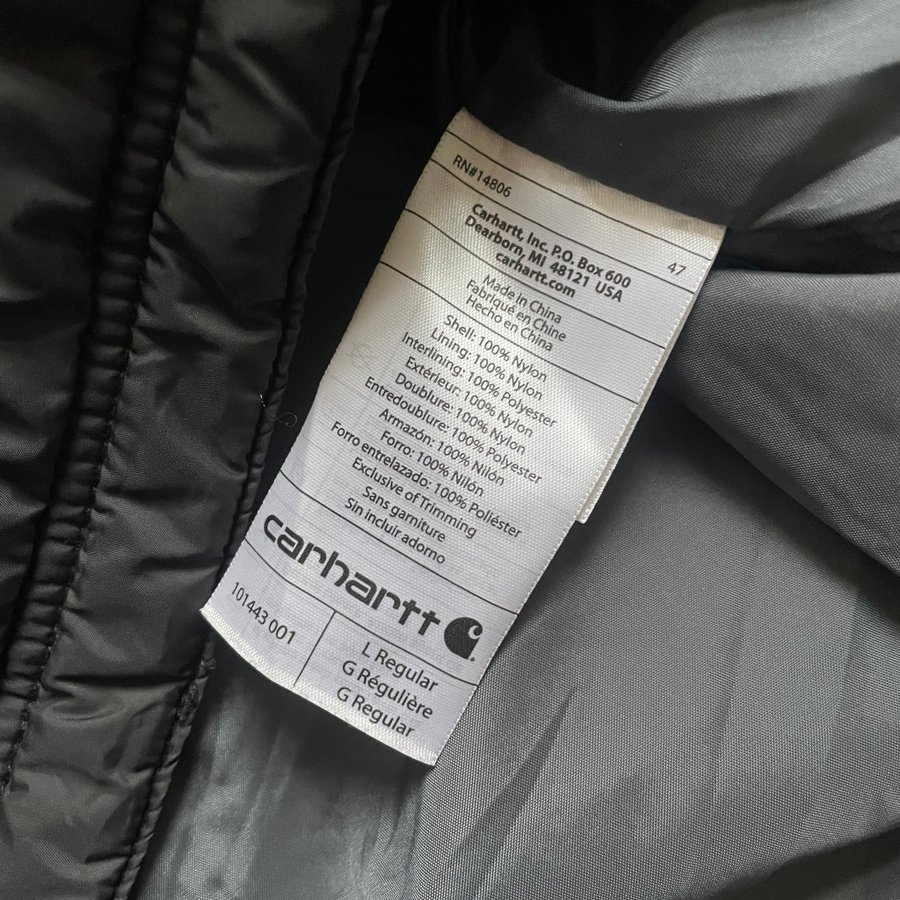 RN#14806
47
Carhartt, Inc. P.O. Box 600
Dearborn, MI 48121 USA
carhartt.com
Made in China
Fabriqué en Chine
Hecho en China
Shell: 100% Nylon
Lining: 100% Nylon
Interlining: 100% Polyester
Extérieur: 100% Nylon
Doublure: 100% Nylon
Entredoublure: 100% Polyester
Armazón: 100% Nilón
Forro: 100% Nilón
Forro entrelazado: 100% Poliéster
Exclusive of Trimming
Sans garniture
Sin incluir adorno
carhartt
101443 001
L Regular
G Régulière
G Regular